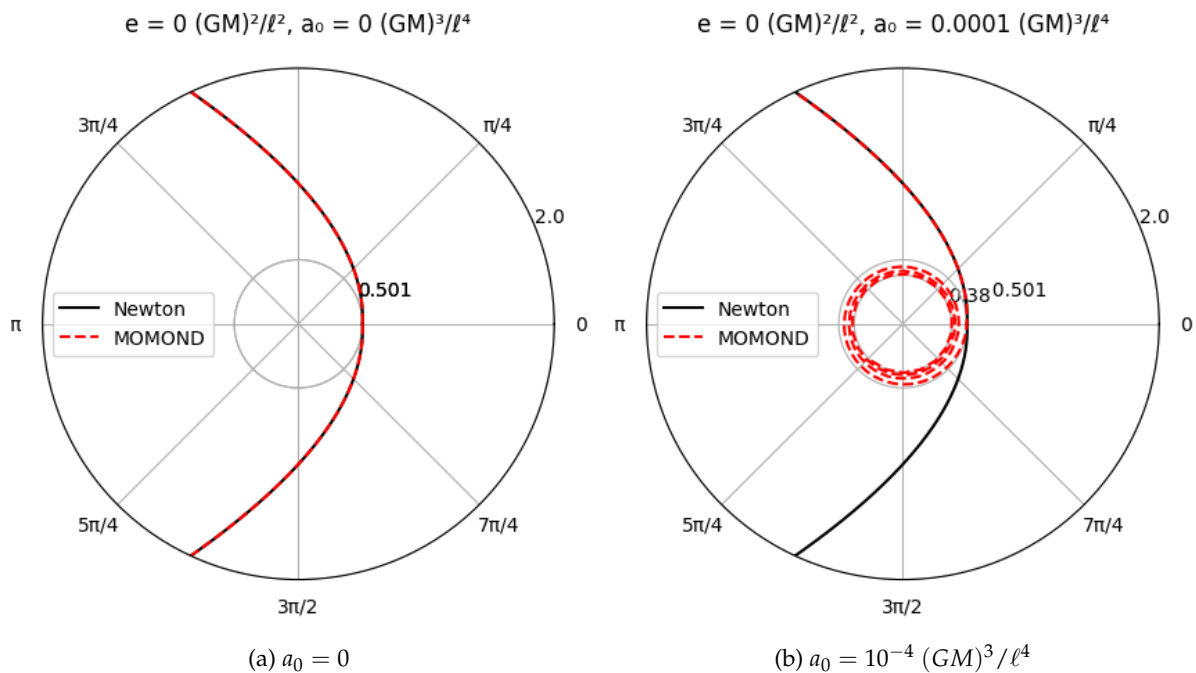 e = 0 (GM)²/ℓ², a₀ = 0 (GM)³/ℓ⁴
3π/4
π/4
2.0
0.501
Newton
MOMOND
π
0
5π/4
7π/4
3π/2
(a) a₀ = 0
e = 0 (GM)²/ℓ², a₀ = 0.0001 (GM)³/ℓ⁴
3π/4
π/4
2.0
0.38
0.501
Newton
MOMOND
π
0
5π/4
7π/4
3π/2
(b) a₀ = 10⁻⁴ (GM)³/ℓ⁴